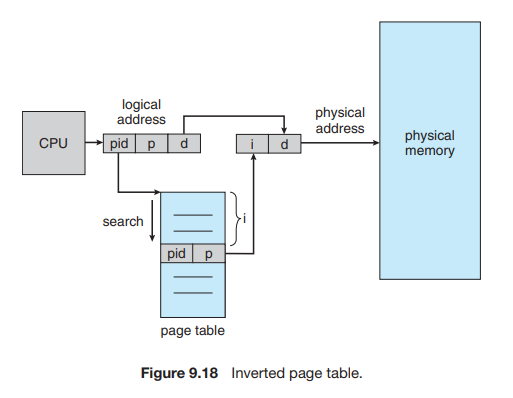 logical
address
physical
address
CPU
pid p d
i d
physical
memory
search
i
pid p
page table
Figure 9.18 Inverted page table.